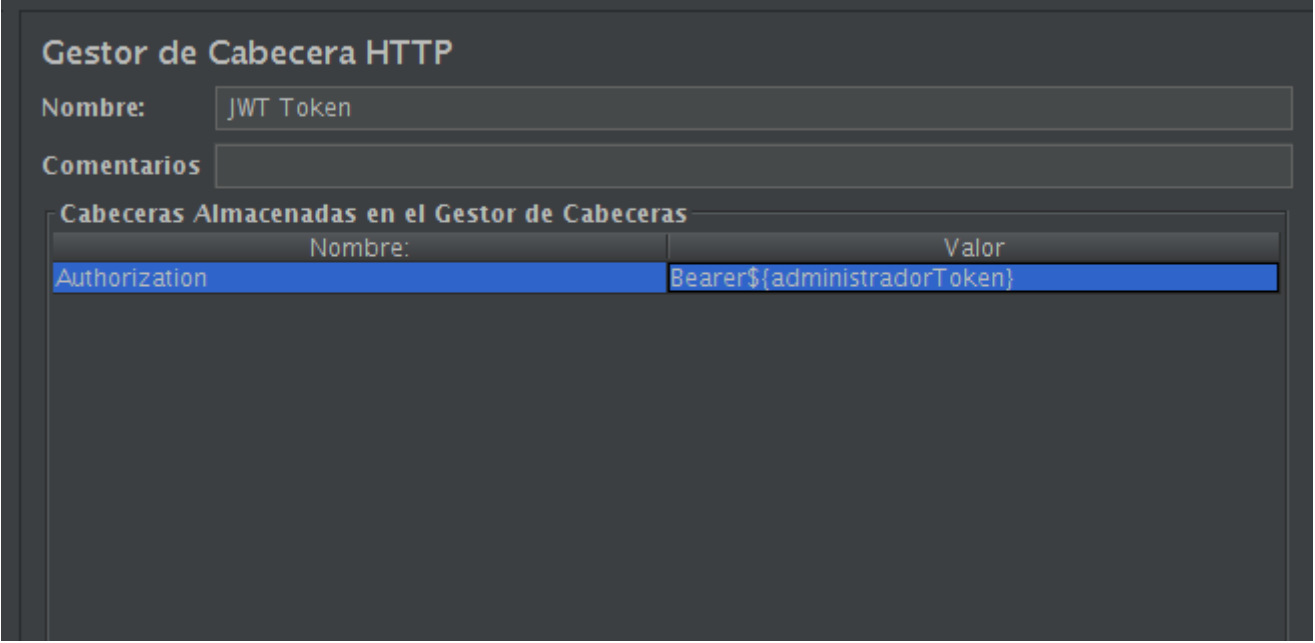 Gestor de Cabecera HTTP
Nombre: JWT Token
Comentarios
Cabeceras Almacenadas en el Gestor de Cabeceras
Nombre: Valor
Authorization Bearer${administradorToken}